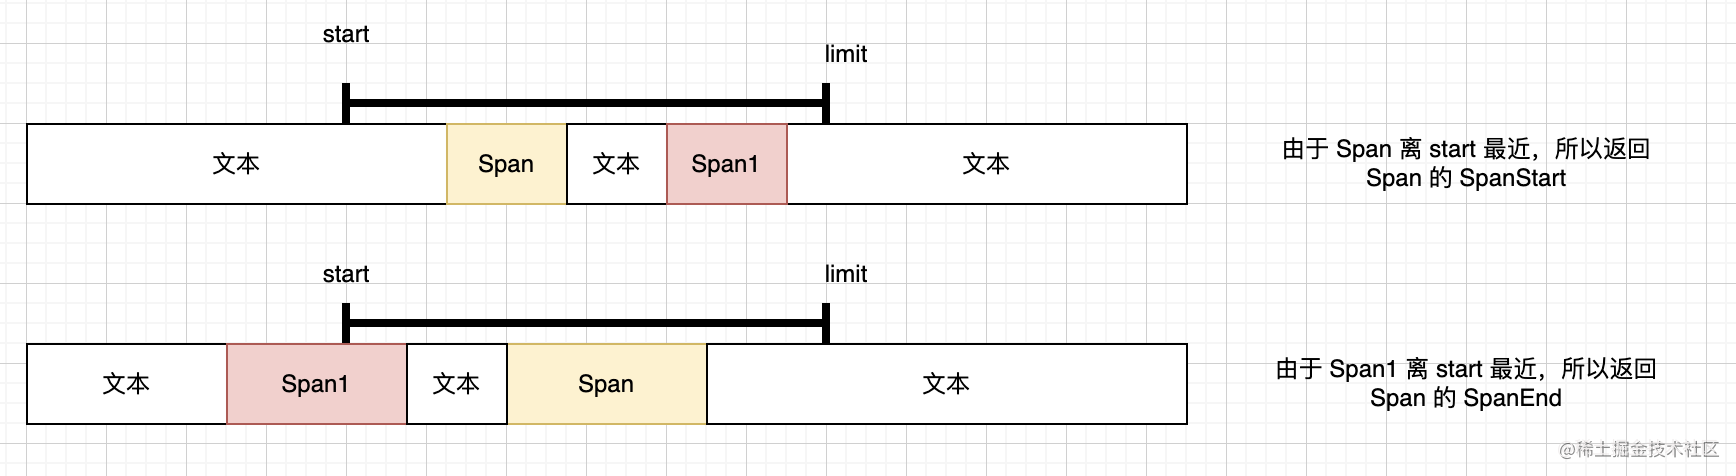 start
limit
文本
Span
文本
Span1
文本
由于 Span 离 start 最近，所以返回
Span 的 SpanStart
start
limit
文本
Span1
文本
Span
文本
由于 Span1 离 start 最近，所以返回
Span 的 SpanEnd
@稀土掘金技术社区